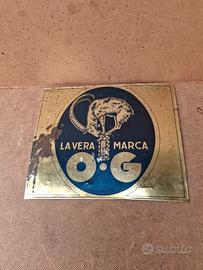 LA VERA MARCA
O·G
subito